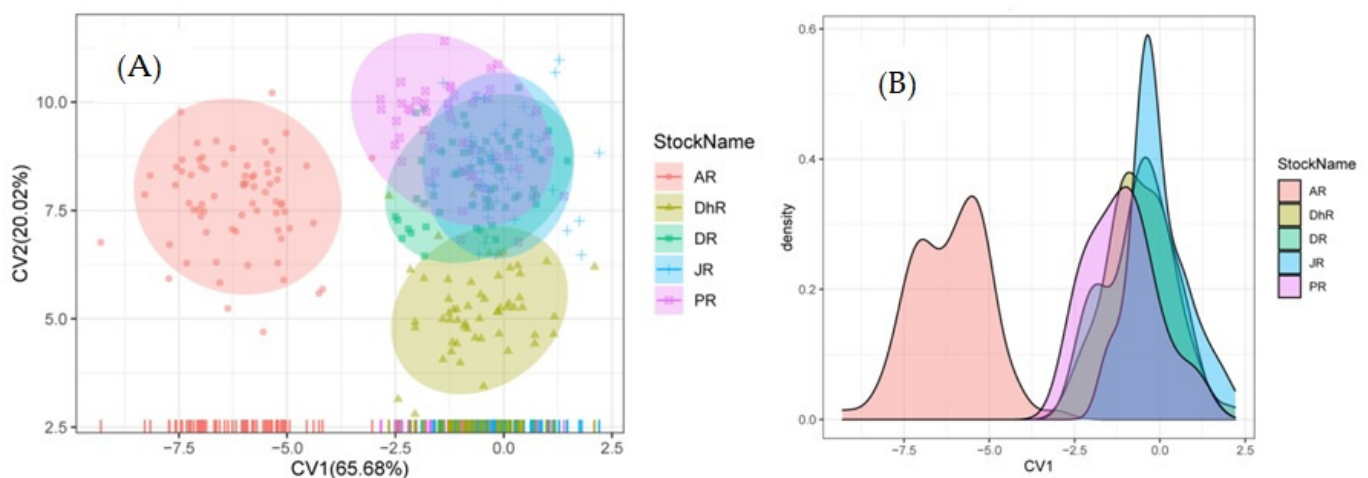 (A)
CV2(20.02%)
10.0
7.5
5.0
2.5
−7.5
−5.0
−2.5
0.0
2.5
CV1(65.68%)
StockName
AR
DhR
DR
JR
PR
(B)
density
0.6
0.4
0.2
0.0
−7.5
−5.0
−2.5
0.0
2.5
CV1
StockName
AR
DhR
DR
JR
PR